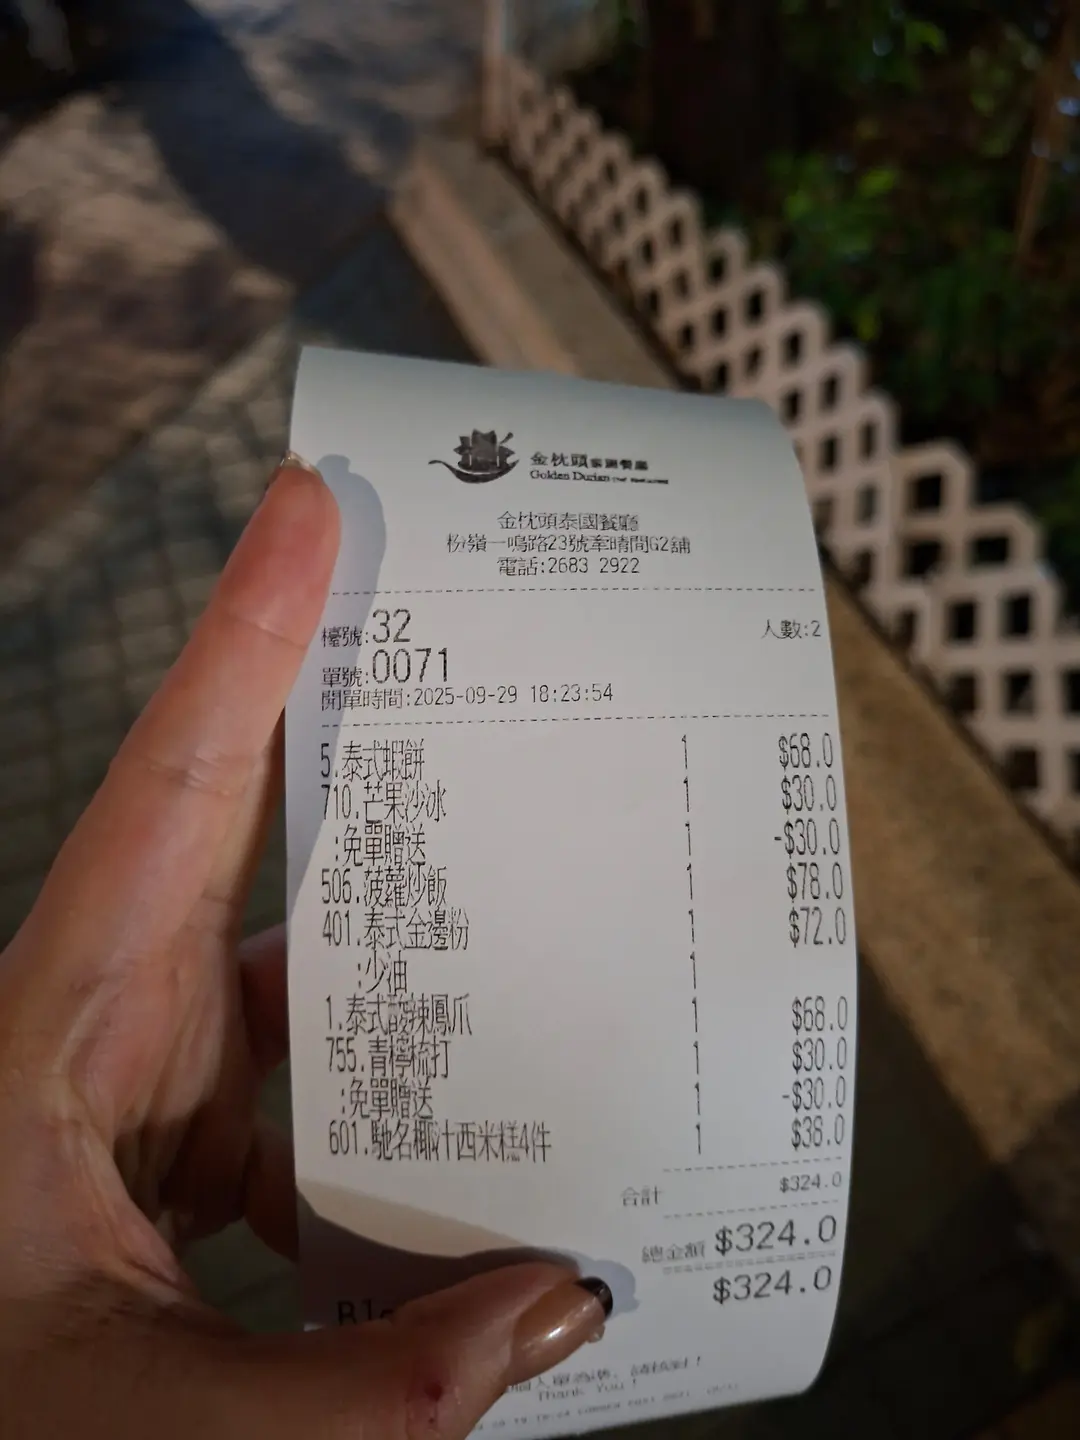 金枕頭泰國餐廳
Golden Durian THAI RESTAURANT
金枕頭泰國餐廳
粉嶺一鳴路23號牽晴間G2舖
電話:2683 2922
檯號:32 人數:2
單號:0071
開單時間:2025-09-29 18:23:54
5.泰式蝦餅 1 $68.0
710.芒果沙冰 1 $30.0
:免單贈送 1 -$30.0
506.菠蘿炒飯 1 $78.0
401.泰式金邊粉 1 $72.0
:少油 1
1.泰式酸辣鳳爪 1 $68.0
755.青檸梳打 1 $30.0
:免單贈送 1 -$30.0
601.馳名椰汁西米糕4件 1 $38.0
合計 $324.0
總金額 $324.0
$324.0
Thank You !